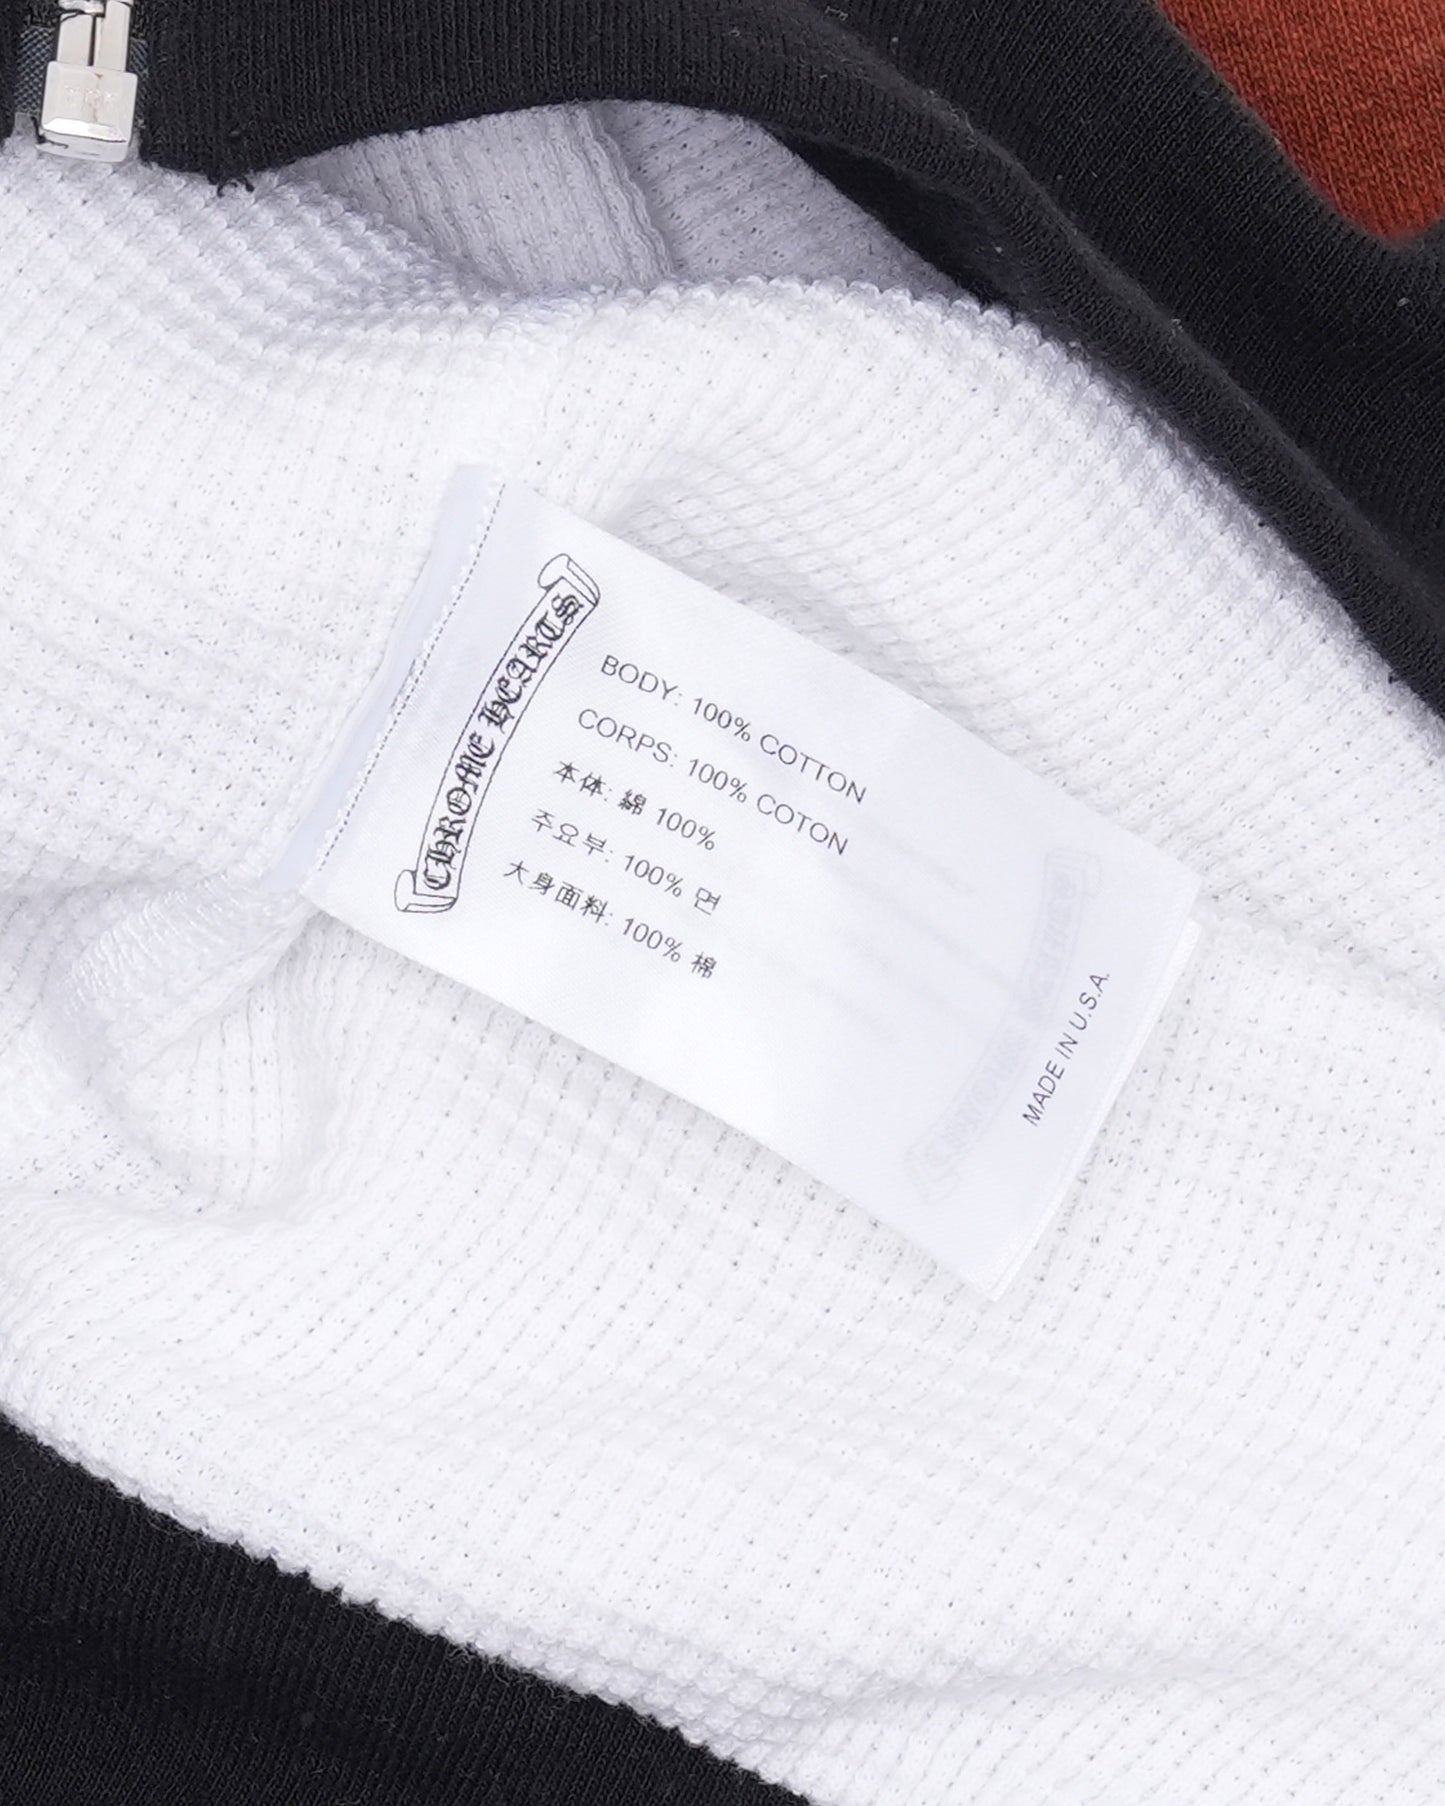 CHROME HEARTS
BODY: 100% COTTON
CORPS: 100% COTON
本体: 綿 100%
주요부: 100% 면
大身面料: 100% 棉
MADE IN U.S.A.